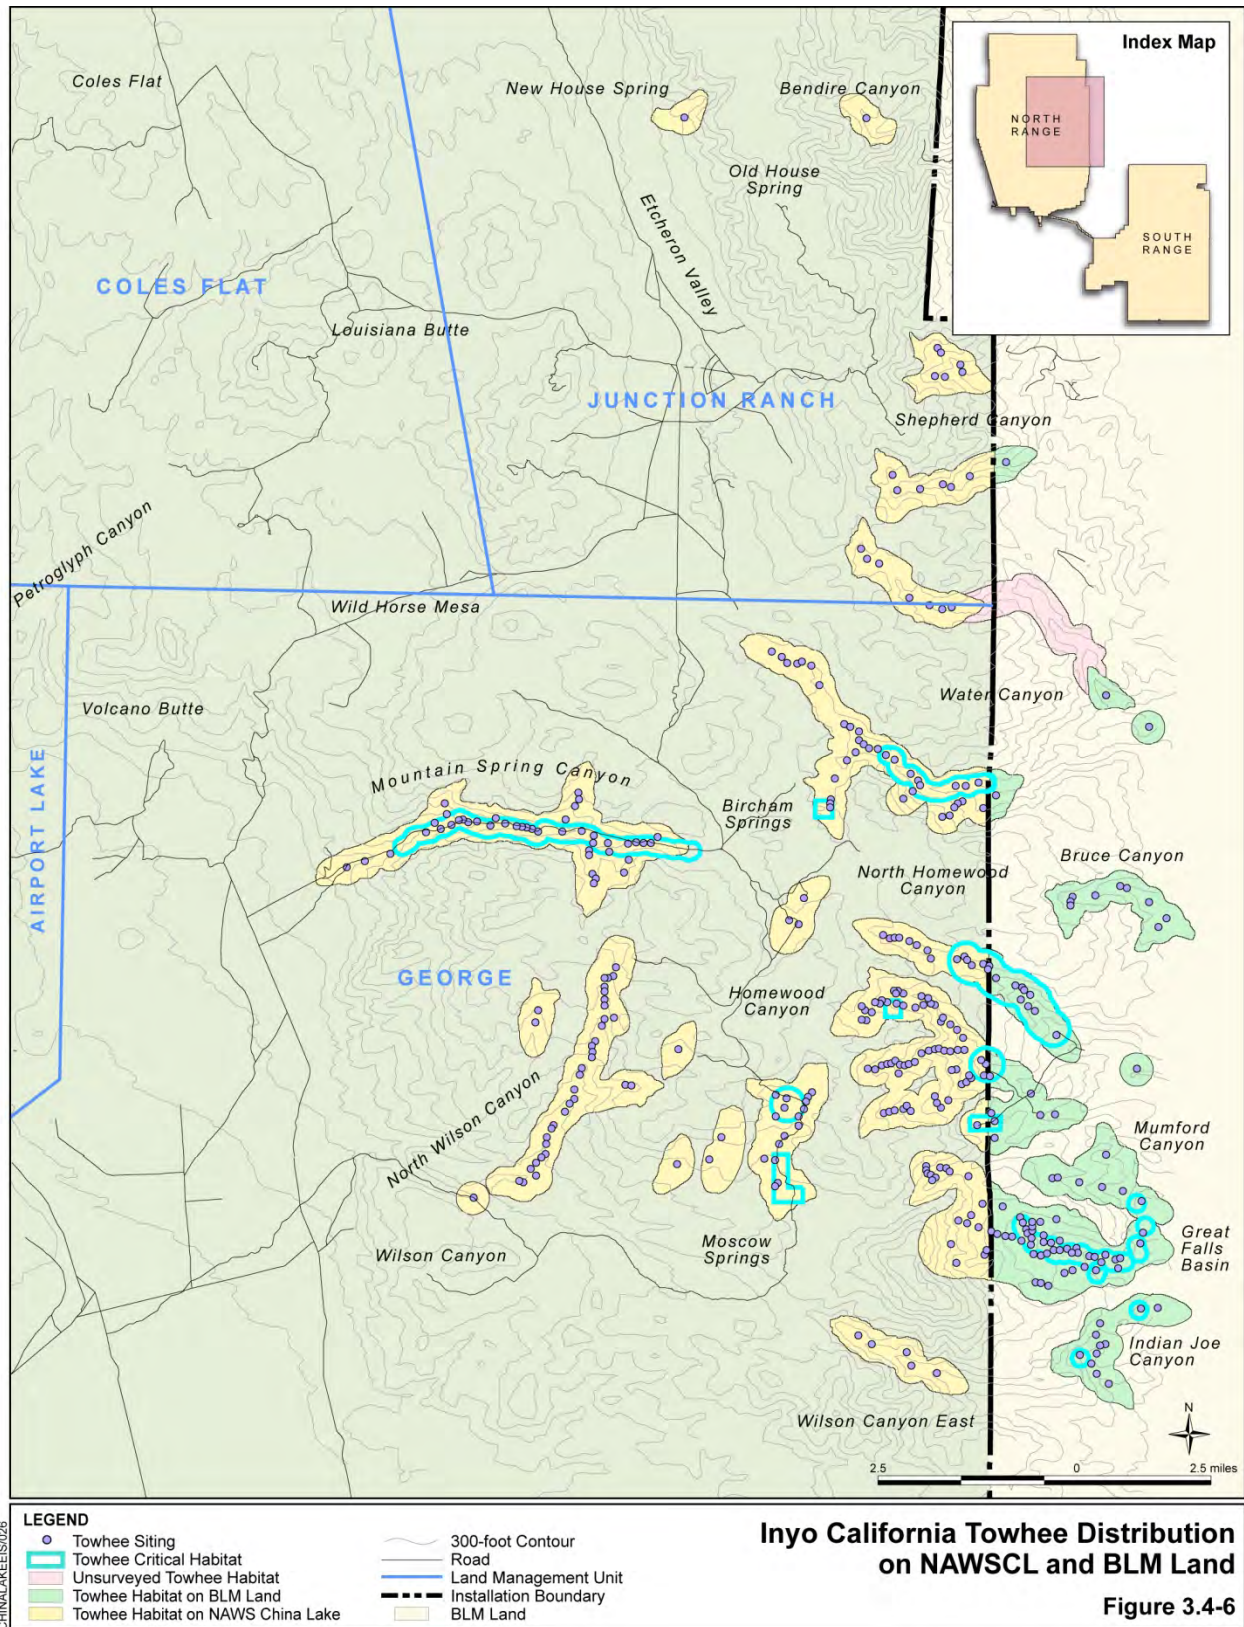 Index Map
NORTH
RANGE
SOUTH
RANGE
Coles Flat
New House Spring
Bendire Canyon
Old House
Spring
Etcheron Valley
COLES FLAT
Louisiana Butte
JUNCTION RANCH
Shepherd Canyon
Petroglyph Canyon
Wild Horse Mesa
Water Canyon
Volcano Butte
AIRPORT LAKE
Mountain Spring Canyon
Bircham
Springs
Bruce Canyon
North Homewood
Canyon
GEORGE
Homewood
Canyon
North Wilson Canyon
Mumford
Canyon
Wilson Canyon
Moscow
Springs
Great
Falls
Basin
Indian Joe
Canyon
Wilson Canyon East
N
2.5 0 2.5 miles
CHINALAKEEIS/026
LEGEND
Towhee Siting
Towhee Critical Habitat
Unsurveyed Towhee Habitat
Towhee Habitat on BLM Land
Towhee Habitat on NAWS China Lake
300-foot Contour
Road
Land Management Unit
Installation Boundary
BLM Land
Inyo California Towhee Distribution
on NAWSCL and BLM Land
Figure 3.4-6